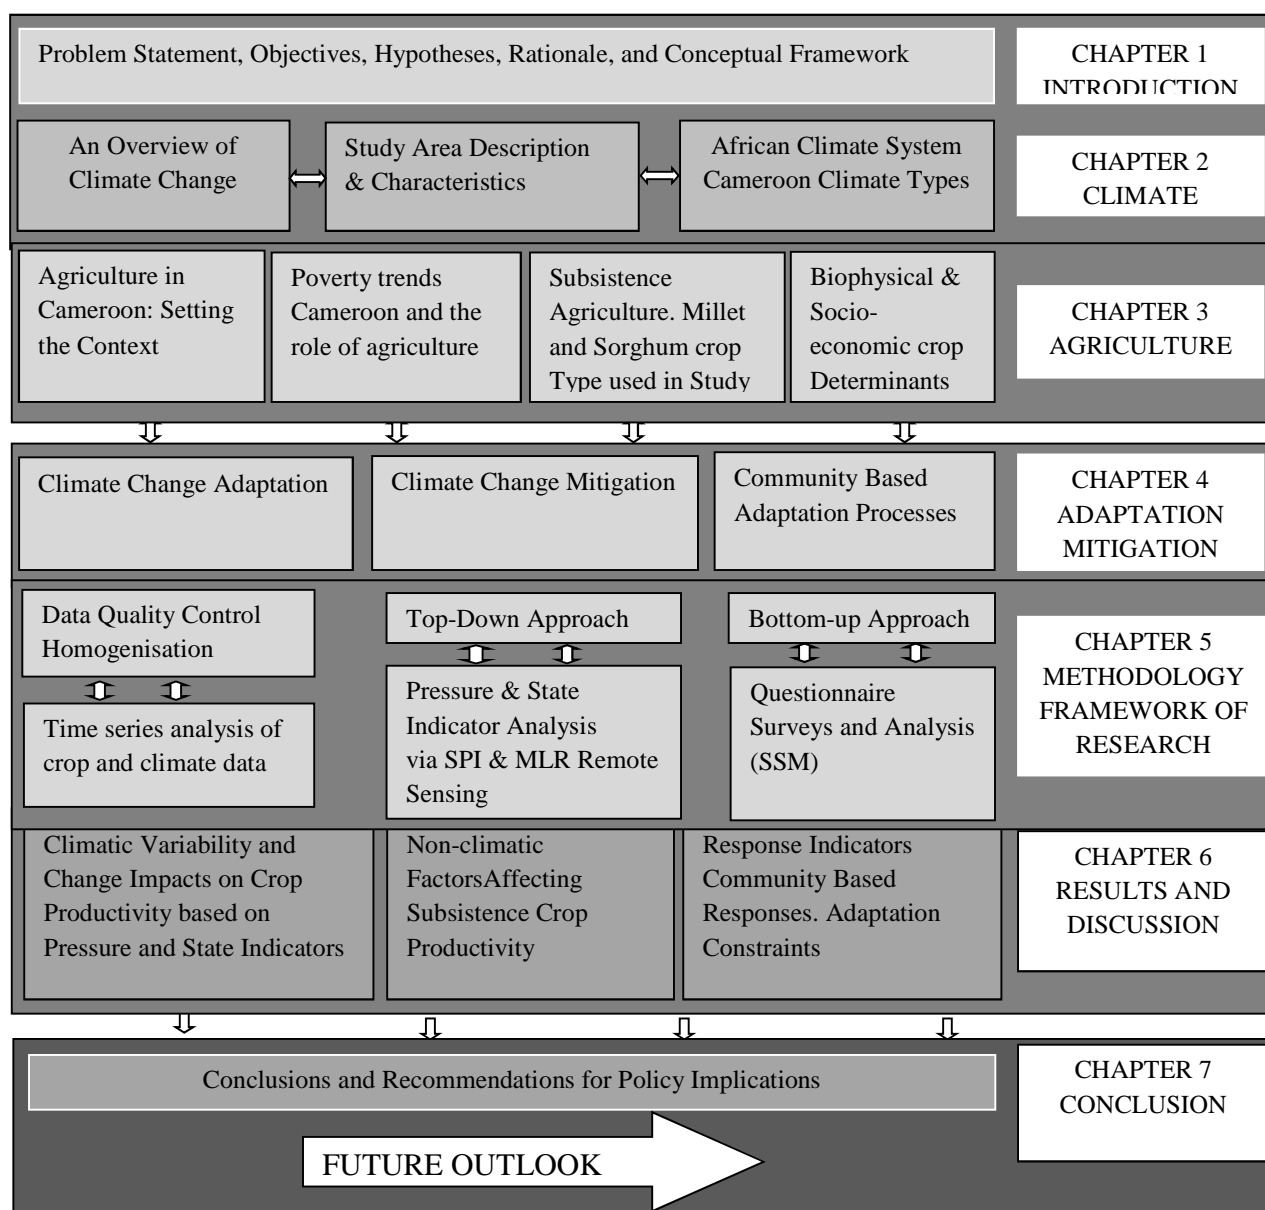 Problem Statement, Objectives, Hypotheses, Rationale, and Conceptual Framework
CHAPTER 1
INTRODUCTION
An Overview of
Climate Change
Study Area Description
& Characteristics
African Climate System
Cameroon Climate Types
CHAPTER 2
CLIMATE
Agriculture in
Cameroon: Setting
the Context
Poverty trends
Cameroon and the
role of agriculture
Subsistence
Agriculture. Millet
and Sorghum crop
Type used in Study
Biophysical &
Socio-
economic crop
Determinants
CHAPTER 3
AGRICULTURE
Climate Change Adaptation
Climate Change Mitigation
Community Based
Adaptation Processes
CHAPTER 4
ADAPTATION
MITIGATION
Data Quality Control
Homogenisation
Top-Down Approach
Bottom-up Approach
Time series analysis of
crop and climate data
Pressure & State
Indicator Analysis
via SPI & MLR Remote
Sensing
Questionnaire
Surveys and Analysis
(SSM)
CHAPTER 5
METHODOLOGY
FRAMEWORK OF
RESEARCH
Climatic Variability and
Change Impacts on Crop
Productivity based on
Pressure and State Indicators
Non-climatic
FactorsAffecting
Subsistence Crop
Productivity
Response Indicators
Community Based
Responses. Adaptation
Constraints
CHAPTER 6
RESULTS AND
DISCUSSION
Conclusions and Recommendations for Policy Implications
CHAPTER 7
CONCLUSION
FUTURE OUTLOOK